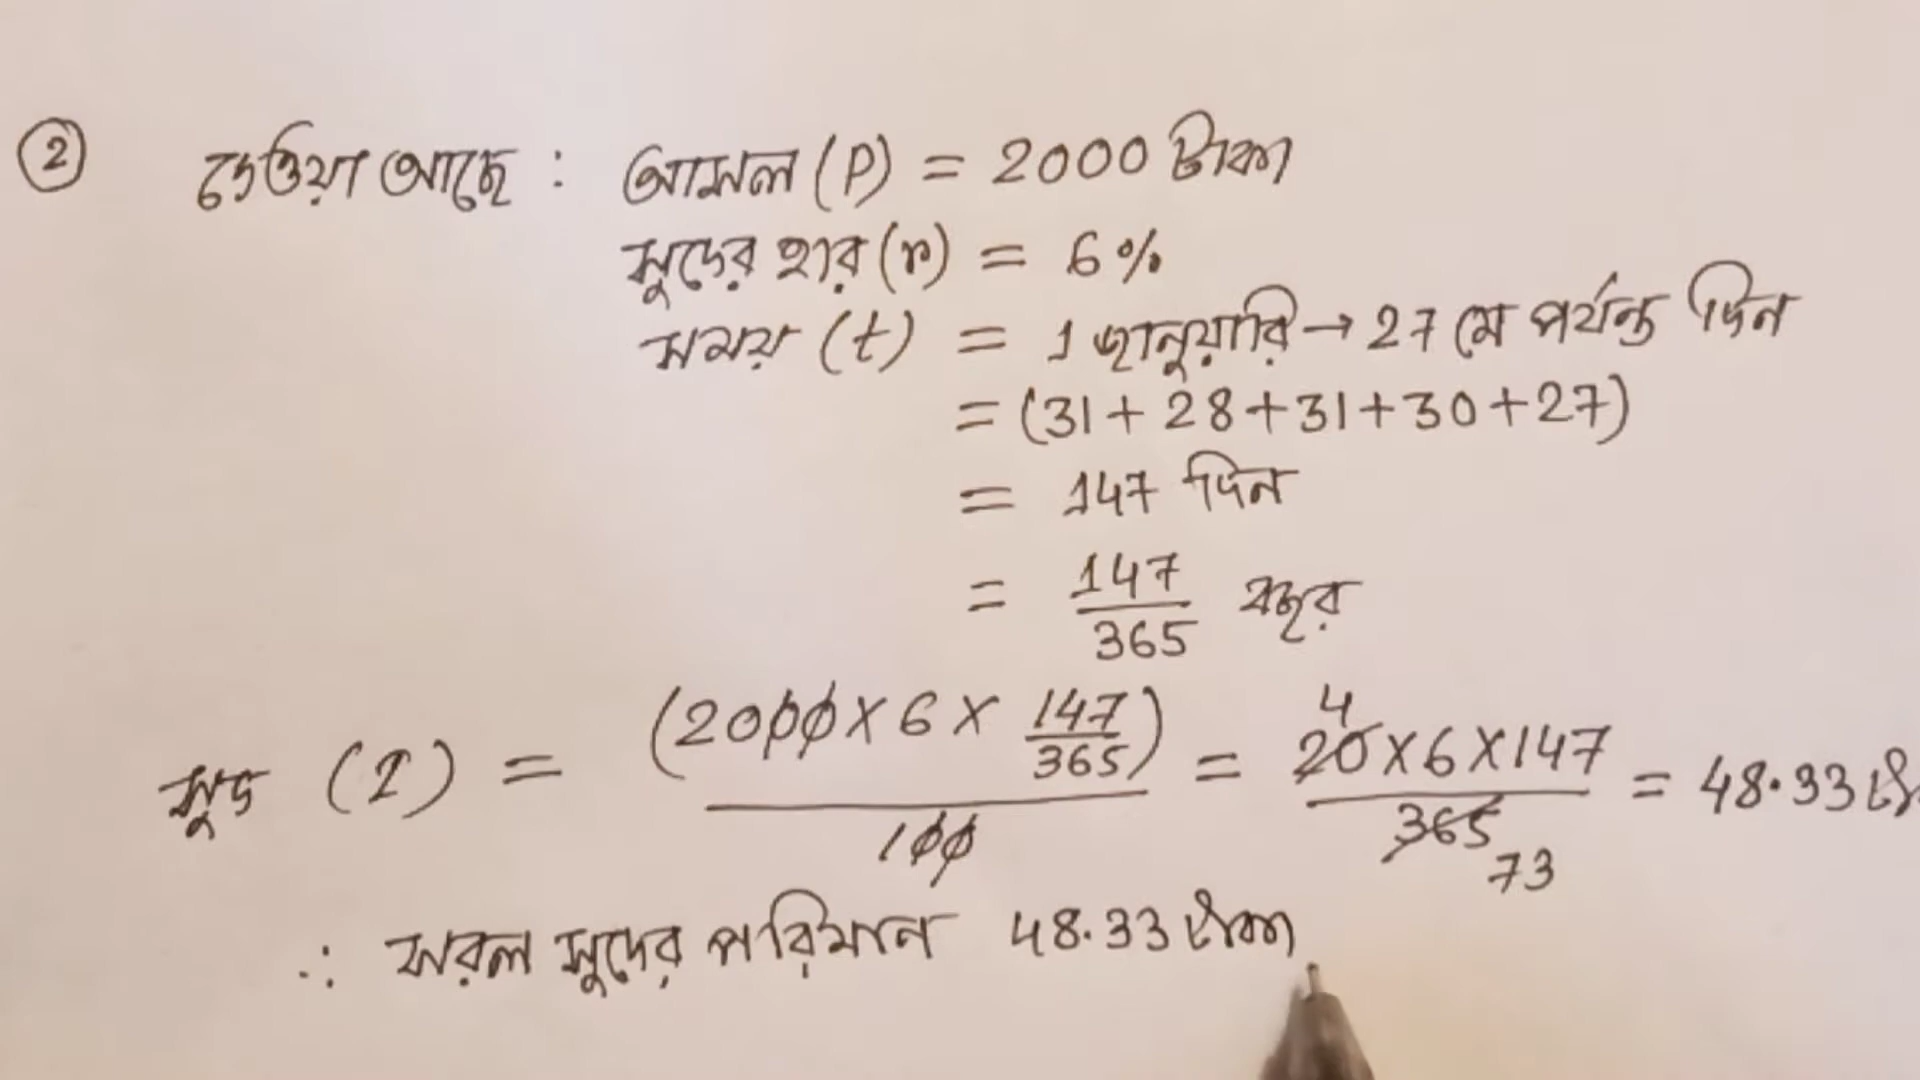 ② দেওয়া আছে : আসল (P) = 2000 টাকা
সুদের হার (r) = 6%
সময় (t) = 1 জানুয়ারি → 27 মে পর্যন্ত দিন
= (31 + 28 + 31 + 30 + 27)
= 147 দিন
= 147/365 বছর
সুদ (I) = (2000 × 6 × 147/365)/100 = 4 20 × 6 × 147/365 73 = 48.33
∴ সরল সুদের পরিমান 48.33 টাকা